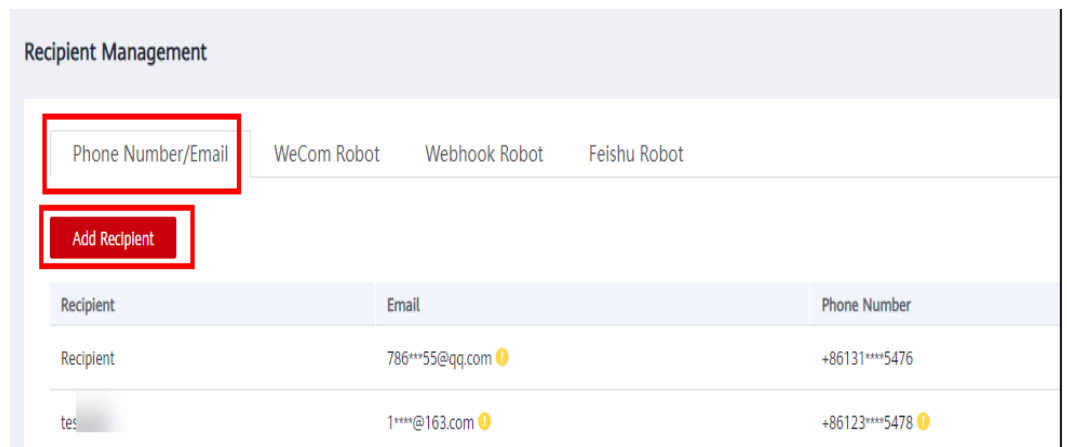 Recipient Management
Phone Number/Email WeCom Robot Webhook Robot Feishu Robot
Add Recipient
Recipient Email Phone Number
Recipient 786***55@qq.com +86131****5476
1****@163.com +86123****5478